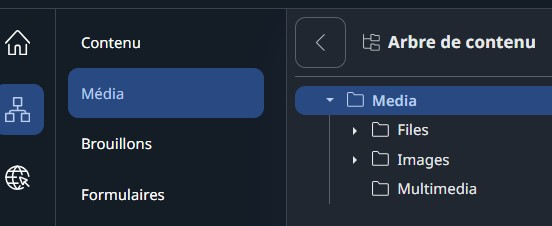 Contenu
Média
Brouillons
Formulaires
Arbre de contenu
Media
Files
Images
Multimedia